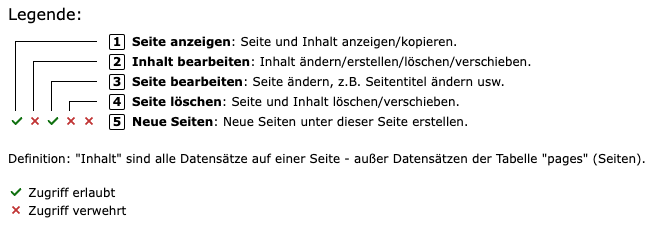 Legende:
1 Seite anzeigen: Seite und Inhalt anzeigen/kopieren.
2 Inhalt bearbeiten: Inhalt ändern/erstellen/löschen/verschieben.
3 Seite bearbeiten: Seite ändern, z.B. Seitentitel ändern usw.
4 Seite löschen: Seite und Inhalt löschen/verschieben.
5 Neue Seiten: Neue Seiten unter dieser Seite erstellen.
Definition: "Inhalt" sind alle Datensätze auf einer Seite - außer Datensätzen der Tabelle "pages" (Seiten).
Zugriff erlaubt
Zugriff verwehrt